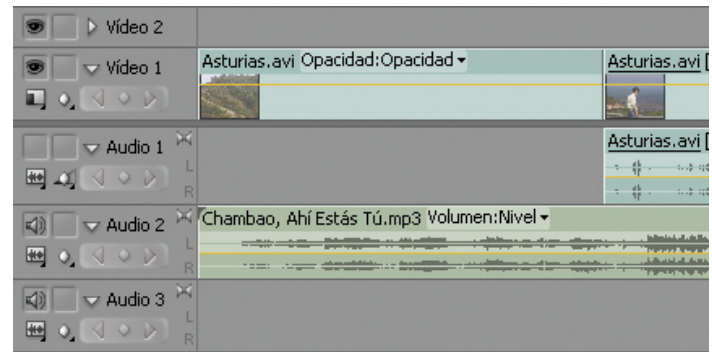 Vídeo 2
Vídeo 1
Asturias.avi Opacidad:Opacidad
Asturias.avi [
Audio 1
L
R
Asturias.avi [
Audio 2
L
R
Chambao, Ahí Estás Tú.mp3 Volumen:Nivel
Audio 3
L
R